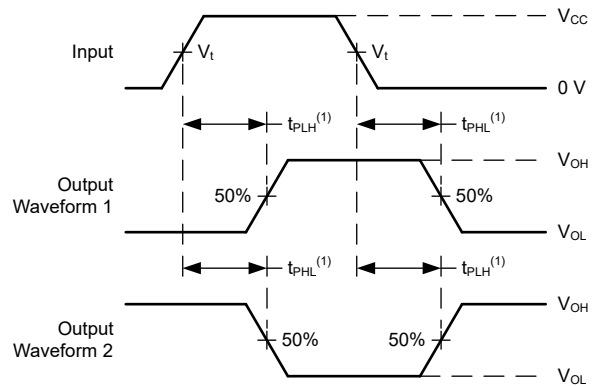 V_CC
Input
V_t
V_t
0 V
t_PLH^(1)
t_PHL^(1)
V_OH
Output
Waveform 1
50%
50%
V_OL
t_PHL^(1)
t_PLH^(1)
V_OH
Output
Waveform 2
50%
50%
V_OL